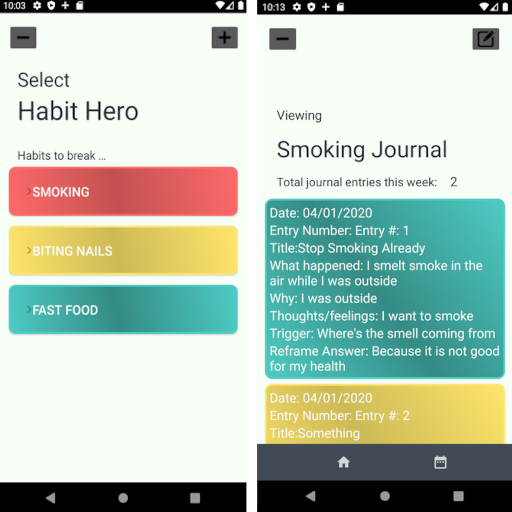 10:03
Select
Habit Hero
Habits to break ...
>SMOKING
>BITING NAILS
>FAST FOOD
10:13
Viewing
Smoking Journal
Total journal entries this week: 2
Date: 04/01/2020
Entry Number: Entry #: 1
Title:Stop Smoking Already
What happened: I smelt smoke in the
air while I was outside
Why: I was outside
Thoughts/feelings: I want to smoke
Trigger: Where's the smell coming from
Reframe Answer: Because it is not good
for my health
Date: 04/01/2020
Entry Number: Entry #: 2
Title:Something